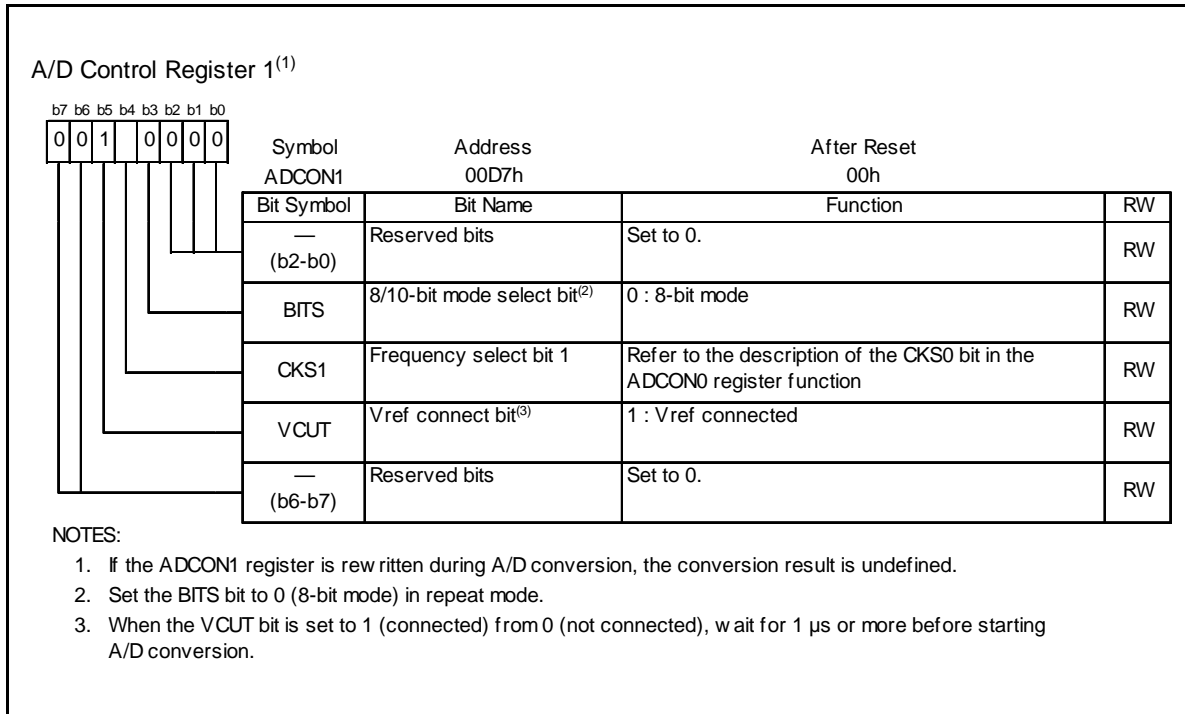 A/D Control Register 1(1)
b7 b6 b5 b4 b3 b2 b1 b0
0 0 1 0 0 0 0
Symbol Address After Reset
ADCON1 00D7h 00h
Bit Symbol Bit Name Function RW
— Reserved bits Set to 0. RW
(b2-b0)
BITS 8/10-bit mode select bit(2) 0 : 8-bit mode RW
CKS1 Frequency select bit 1 Refer to the description of the CKS0 bit in the RW
ADCON0 register function
VCUT Vref connect bit(3) 1 : Vref connected RW
— Reserved bits Set to 0. RW
(b6-b7)
NOTES:
1. If the ADCON1 register is rewritten during A/D conversion, the conversion result is undefined.
2. Set the BITS bit to 0 (8-bit mode) in repeat mode.
3. When the VCUT bit is set to 1 (connected) from 0 (not connected), wait for 1 µs or more before starting
A/D conversion.